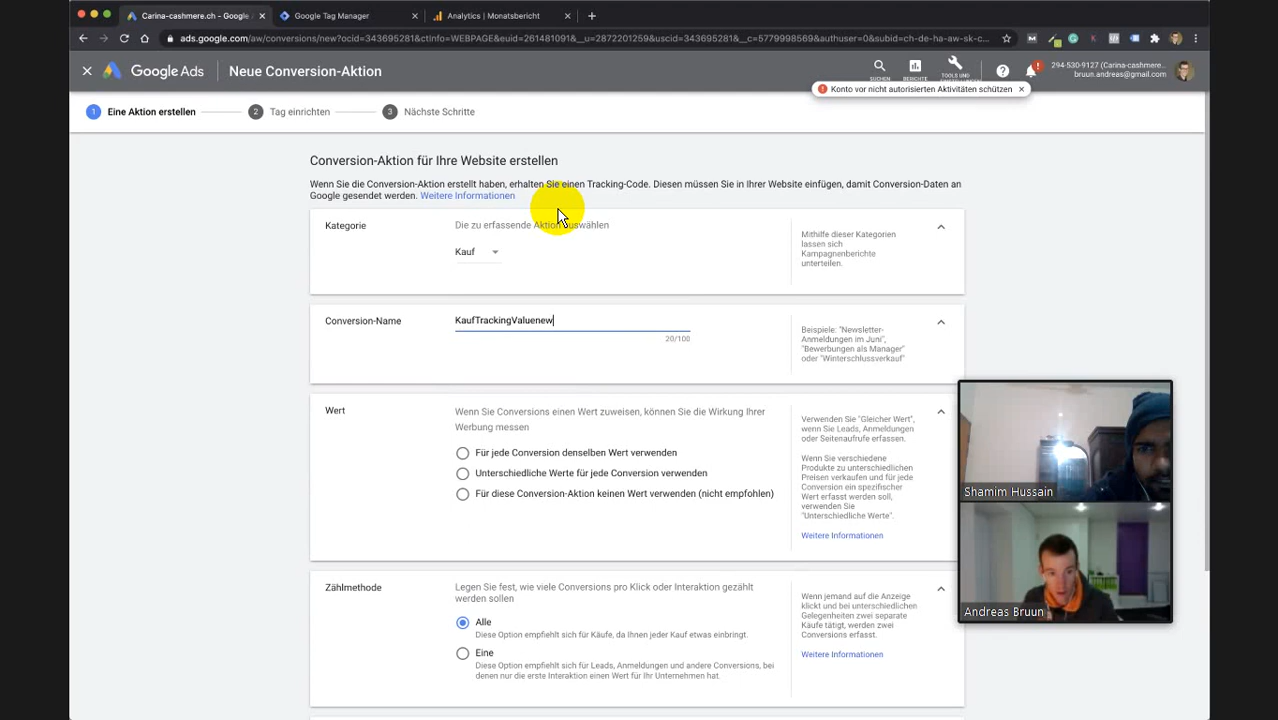 Carina-cashmere.ch - Google
Google Tag Manager
Analytics | Monatsbericht
ads.google.com/aw/conversions/new?ocid=343695281&ctInfo=WEBPAGE&euid=261481091&__u=2872201259&uscid=343695281&__c=5779998569&authuser=0&subid=ch-de-ha-aw-sk-c...
Google Ads
Neue Conversion-Aktion
SUCHEN
BERICHTE
TOOLS UND
294-530-9127 (Carina-cashmere...
bruun.andreas@gmail.com
Konto vor nicht autorisierten Aktivitäten schützen
1 Eine Aktion erstellen
2 Tag einrichten
3 Nächste Schritte
Conversion-Aktion für Ihre Website erstellen
Wenn Sie die Conversion-Aktion erstellt haben, erhalten Sie einen Tracking-Code. Diesen müssen Sie in Ihrer Website einfügen, damit Conversion-Daten an
Google gesendet werden. Weitere Informationen
Kategorie
Die zu erfassende Aktion auswählen
Kauf
Mithilfe dieser Kategorien
lassen sich
Kampagnenberichte
unterteilen.
Conversion-Name
KaufTrackingValuenew
20/100
Beispiele: "Newsletter-
Anmeldungen im Juni",
"Bewerbungen als Manager"
oder "Winterschlussverkauf"
Wert
Wenn Sie Conversions einen Wert zuweisen, können Sie die Wirkung Ihrer
Werbung messen
Für jede Conversion denselben Wert verwenden
Unterschiedliche Werte für jede Conversion verwenden
Für diese Conversion-Aktion keinen Wert verwenden (nicht empfohlen)
Verwenden Sie "Gleicher Wert",
wenn Sie Leads, Anmeldungen
oder Seitenaufrufe erfassen.
Wenn Sie verschiedene
Produkte zu unterschiedlichen
Preisen verkaufen und für jede
Conversion ein spezifischer
Wert erfasst werden soll,
verwenden Sie
"Unterschiedliche Werte".
Weitere Informationen
Zählmethode
Legen Sie fest, wie viele Conversions pro Klick oder Interaktion gezählt
werden sollen
Alle
Diese Option empfiehlt sich für Käufe, da Ihnen jeder Kauf etwas einbringt.
Eine
Diese Option empfiehlt sich für Leads, Anmeldungen und andere Conversions, bei
denen nur die erste Interaktion einen Wert für Ihr Unternehmen hat
Wenn jemand auf die Anzeige
klickt und bei unterschiedlichen
Gelegenheiten zwei separate
Käufe tätigt, werden zwei
Conversions erfasst.
Weitere Informationen
Shamim Hussain
Andreas Bruun